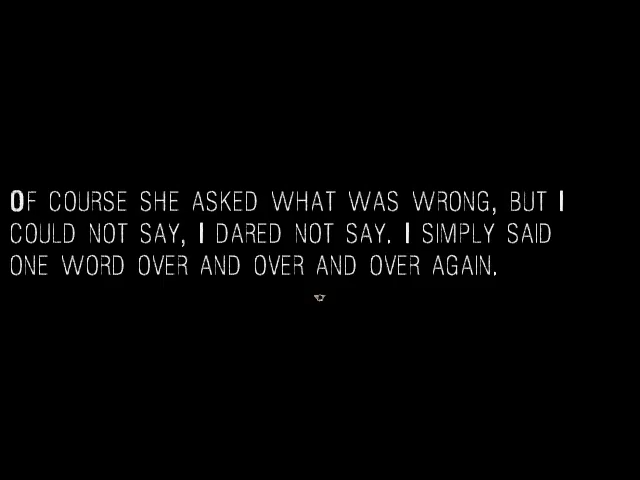 OF COURSE SHE ASKED WHAT WAS WRONG, BUT I
COULD NOT SAY, I DARED NOT SAY. I SIMPLY SAID
ONE WORD OVER AND OVER AND OVER AGAIN.